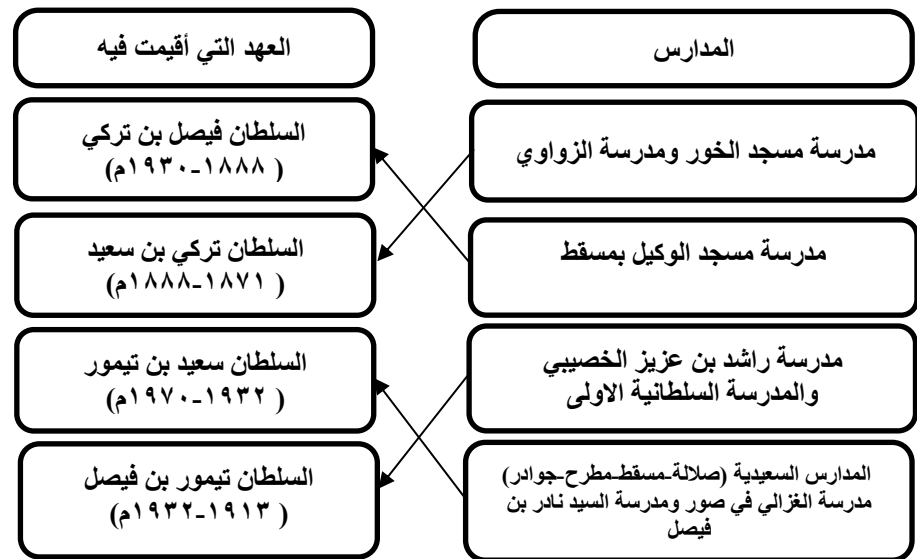 المدارس
العهد التي أقيمت فيه
مدرسة مسجد الخور ومدرسة الزواوي
السلطان فيصل بن تركي
( ١٨٨٨-١٩٣٠م)
مدرسة مسجد الوكيل بمسقط
السلطان تركي بن سعيد
( ١٨٧١-١٨٨٨م)
مدرسة راشد بن عزيز الخصيبي
والمدرسة السلطانية الاولى
السلطان سعيد بن تيمور
( ١٩٣٢-١٩٧٠م)
المدارس السعيدية (صلالة-مسقط-مطرح-جوادر)
مدرسة الغزالي في صور ومدرسة السيد نادر بن
فيصل
السلطان تيمور بن فيصل
( ١٩١٣-١٩٣٢م)